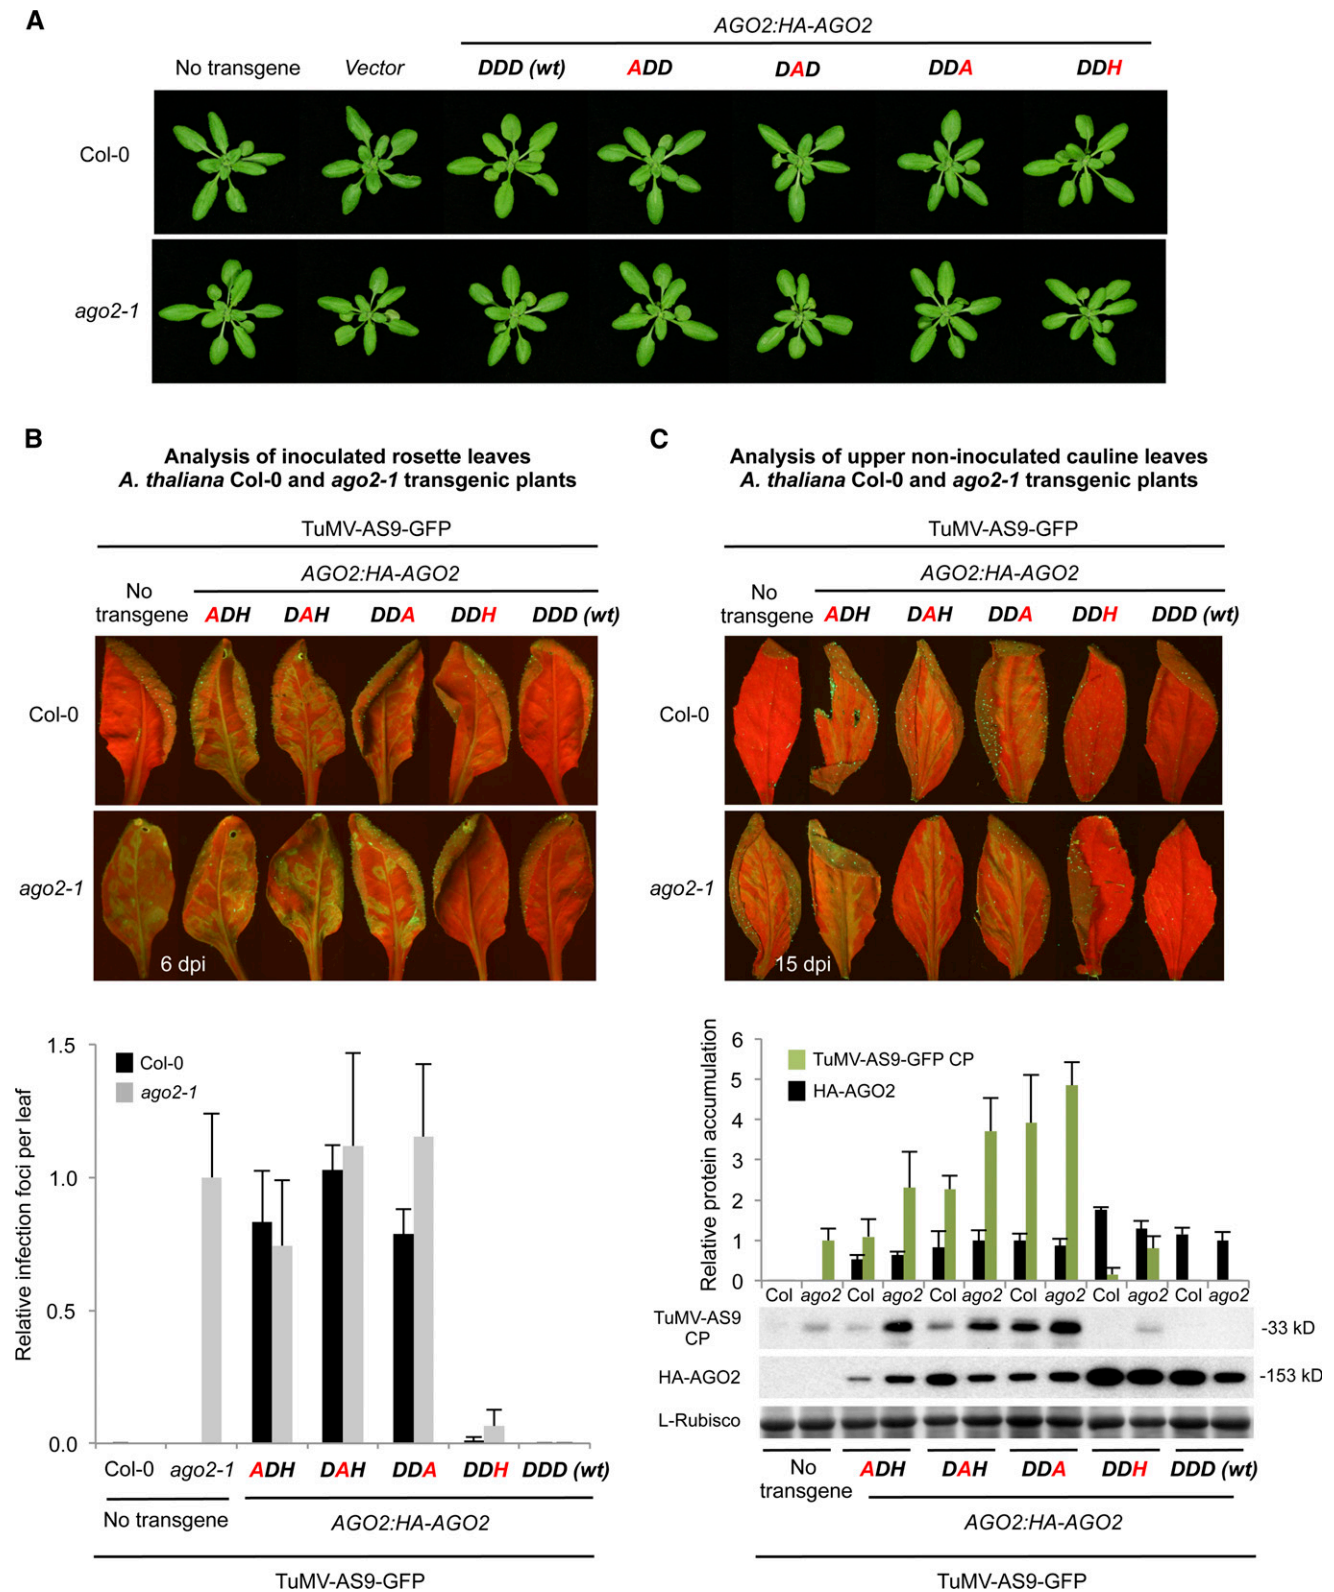 A
AGO2:HA-AGO2
No transgene Vector DDD (wt) ADD DAD DDA DDH
Col-0
ago2-1
B
Analysis of inoculated rosette leaves
A. thaliana Col-0 and ago2-1 transgenic plants
TuMV-AS9-GFP
AGO2:HA-AGO2
No
transgene ADH DAH DDA DDH DDD (wt)
Col-0
ago2-1
6 dpi
1.5
1.0
0.5
0.0
Relative infection foci per leaf
Col-0
ago2-1
Col-0 ago2-1 ADH DAH DDA DDH DDD (wt)
No transgene AGO2:HA-AGO2
TuMV-AS9-GFP
C
Analysis of upper non-inoculated cauline leaves
A. thaliana Col-0 and ago2-1 transgenic plants
TuMV-AS9-GFP
AGO2:HA-AGO2
No
transgene ADH DAH DDA DDH DDD (wt)
Col-0
ago2-1
15 dpi
6
5
4
3
2
1
0
Relative protein accumulation
TuMV-AS9-GFP CP
HA-AGO2
Col ago2 Col ago2 Col ago2 Col ago2 Col ago2 Col ago2
TuMV-AS9
CP
-33 kD
HA-AGO2
-153 kD
L-Rubisco
No
transgene ADH DAH DDA DDH DDD (wt)
AGO2:HA-AGO2
TuMV-AS9-GFP